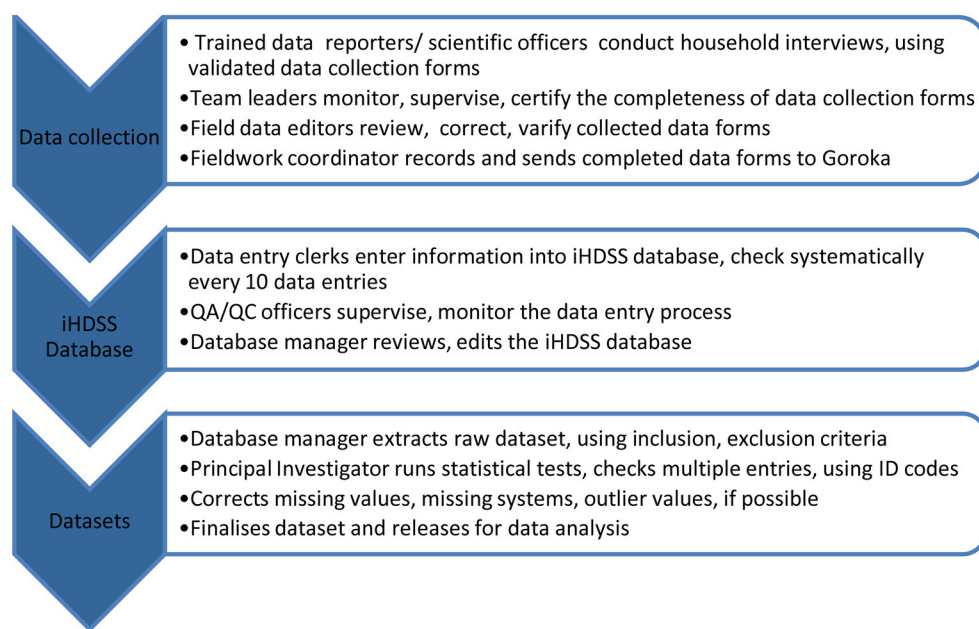 Data collection
• Trained data reporters/ scientific officers conduct household interviews, using
validated data collection forms
•Team leaders monitor, supervise, certify the completeness of data collection forms
•Field data editors review, correct, varify collected data forms
•Fieldwork coordinator records and sends completed data forms to Goroka
iHDSS
Database
•Data entry clerks enter information into iHDSS database, check systematically
every 10 data entries
•QA/QC officers supervise, monitor the data entry process
•Database manager reviews, edits the iHDSS database
Datasets
•Database manager extracts raw dataset, using inclusion, exclusion criteria
•Principal Investigator runs statistical tests, checks multiple entries, using ID codes
•Corrects missing values, missing systems, outlier values, if possible
•Finalises dataset and releases for data analysis